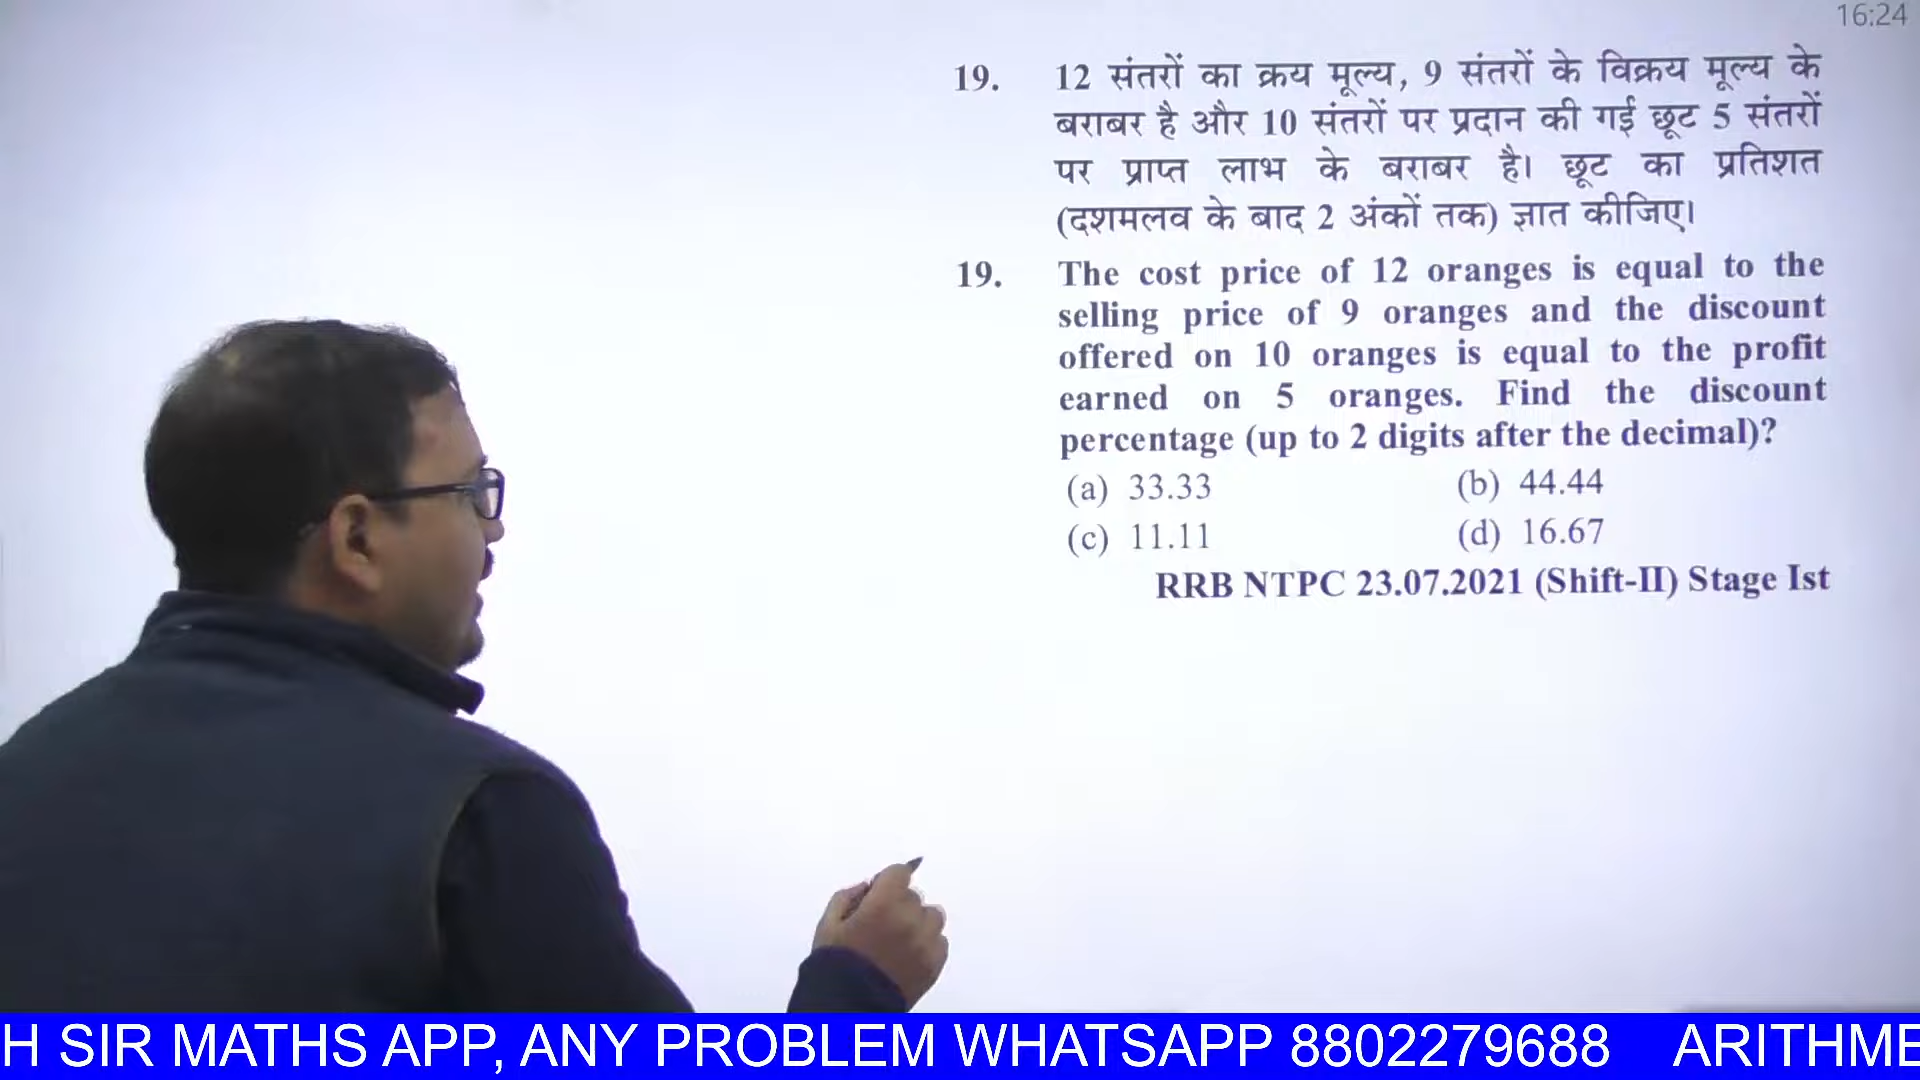 16:24
19. 12 संतरों का क्रय मूल्य, 9 संतरों के विक्रय मूल्य के
बराबर है और 10 संतरों पर प्रदान की गई छूट 5 संतरों
पर प्राप्त लाभ के बराबर है। छूट का प्रतिशत
(दशमलव के बाद 2 अंकों तक) ज्ञात कीजिए।
19. The cost price of 12 oranges is equal to the
selling price of 9 oranges and the discount
offered on 10 oranges is equal to the profit
earned on 5 oranges. Find the discount
percentage (up to 2 digits after the decimal)?
(a) 33.33 (b) 44.44
(c) 11.11 (d) 16.67
RRB NTPC 23.07.2021 (Shift-II) Stage Ist
H SIR MATHS APP, ANY PROBLEM WHATSAPP 8802279688 ARITHME